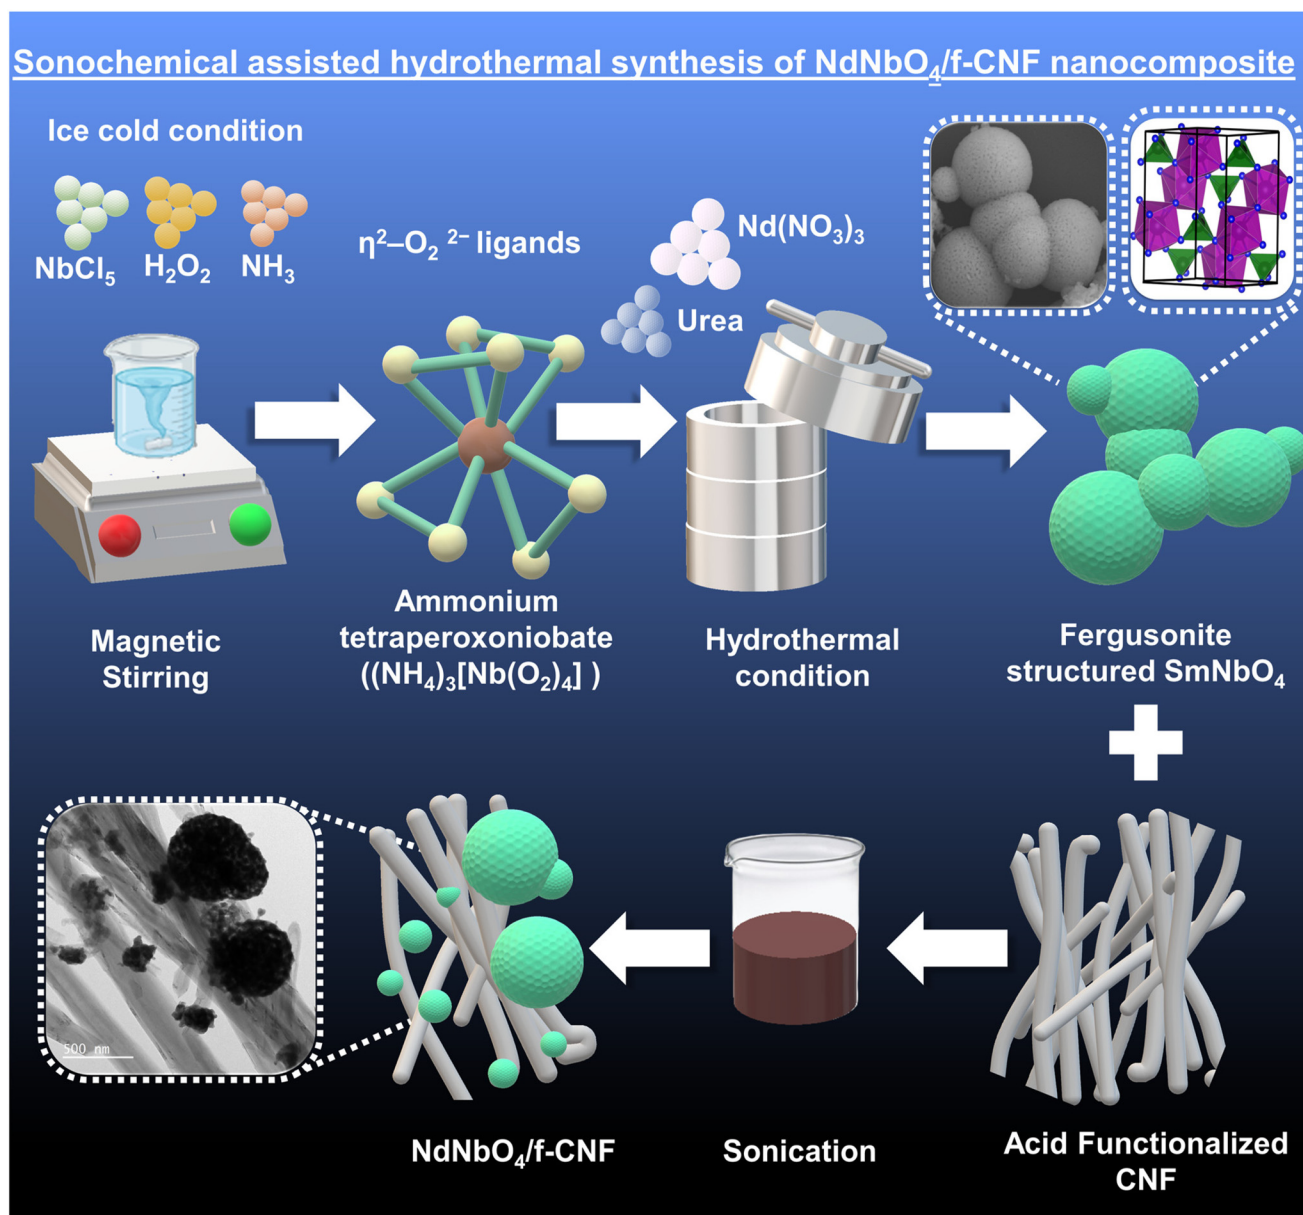 Sonochemical assisted hydrothermal synthesis of NdNbO₄/f-CNF nanocomposite
Ice cold condition
NbCl₅
H₂O₂
NH₃
η²–O₂ ²⁻ ligands
Nd(NO₃)₃
Urea
Magnetic
Stirring
Ammonium
tetraperoxoniobate
((NH₄)₃[Nb(O₂)₄] )
Hydrothermal
condition
Fergusonite
structured SmNbO₄
500 nm
NdNbO₄/f-CNF
Sonication
Acid Functionalized
CNF